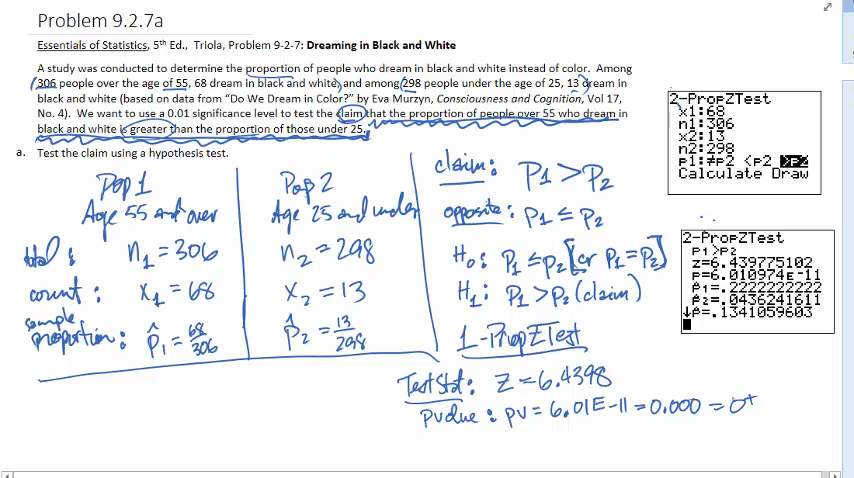 Problem 9.2.7a
Essentials of Statistics, 5th Ed., Triola, Problem 9-2-7: Dreaming in Black and White
A study was conducted to determine the proportion of people who dream in black and white instead of color. Among
306 people over the age of 55, 68 dream in black and white, and among 298 people under the age of 25, 13 dream in
black and white (based on data from “Do We Dream in Color?” by Eva Murzyn, Consciousness and Cognition, Vol 17,
No. 4). We want to use a 0.01 significance level to test the claim that the proportion of people over 55 who dream in
black and white is greater than the proportion of those under 25.
a. Test the claim using a hypothesis test.
Pop 1
Age 55 and over
total: n₁ = 306
count: x₁ = 68
sample
proportion: p̂₁ = 68/306
Pop 2
Age 25 and under
n₂ = 298
x₂ = 13
p̂₂ = 13/298
claim: P₁ > P₂
opposite: P₁ ≤ P₂
H₀: P₁ ≤ P₂ [or P₁ = P₂]
H₁: P₁ > P₂ (claim)
1-PropZTest
Test Stat: Z = 6.4398
pvalue: PV = 6.01E-11 = 0.000 = 0⁺
2-PropZTest
x1:68
n1:306
x2:13
n2:298
p1:≠p2 <p2 >p2
Calculate Draw
2-PropZTest
p1>p2
z=6.439775102
p=6.010974E-11
p̂1=.2222222222
p̂2=.0436241611
↓p̂=.1341059603